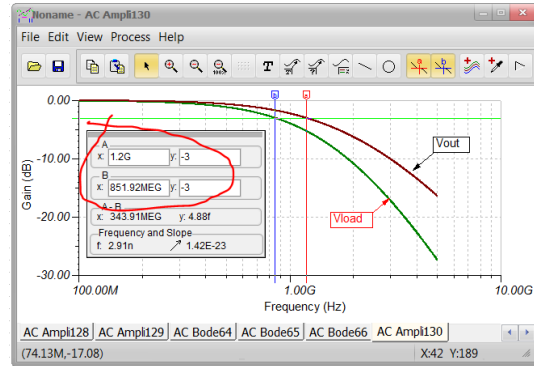 Noname - AC Ampli130
File Edit View Process Help
T
100%
a
b
b
a
0.00
-10.00
-20.00
-30.00
Gain (dB)
A
x: 1.2G y: -3
B
x: 851.92MEG y: -3
A - B
x: 343.91MEG y: 4.88f
Frequency and Slope
f: 2.91n 1.42E-23
Vout
Vload
100.00M 1.00G 10.00G
Frequency (Hz)
AC Ampli128 AC Ampli129 AC Bode64 AC Bode65 AC Bode66 AC Ampli130
(74.13M,-17.08) X:42 Y:189